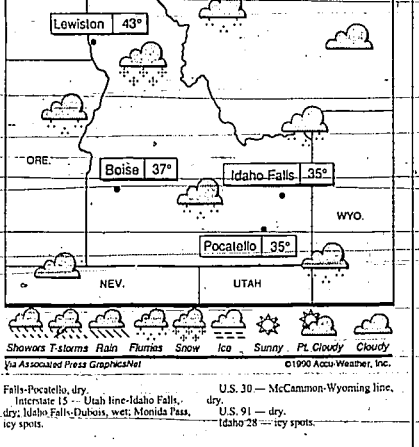 Lewiston 43°
ORE.
Boise 37°
Idaho Falls 35°
WYO.
Pocatello 35°
NEV.
UTAH
Showers T-storms Rain Flurries Snow Ice Sunny Pt. Cloudy Cloudy
Via Associated Press GraphicsNet
©1990 Accu-Weather, Inc.
Falls-Pocatello, dry.
Interstate 15 — Utah line-Idaho Falls,
dry; Idaho Falls-Dubois, wet; Monida Pass,
icy spots.
U.S. 30 — McCammon-Wyoming line,
dry.
U.S. 91 — dry.
Idaho 28 — icy spots.